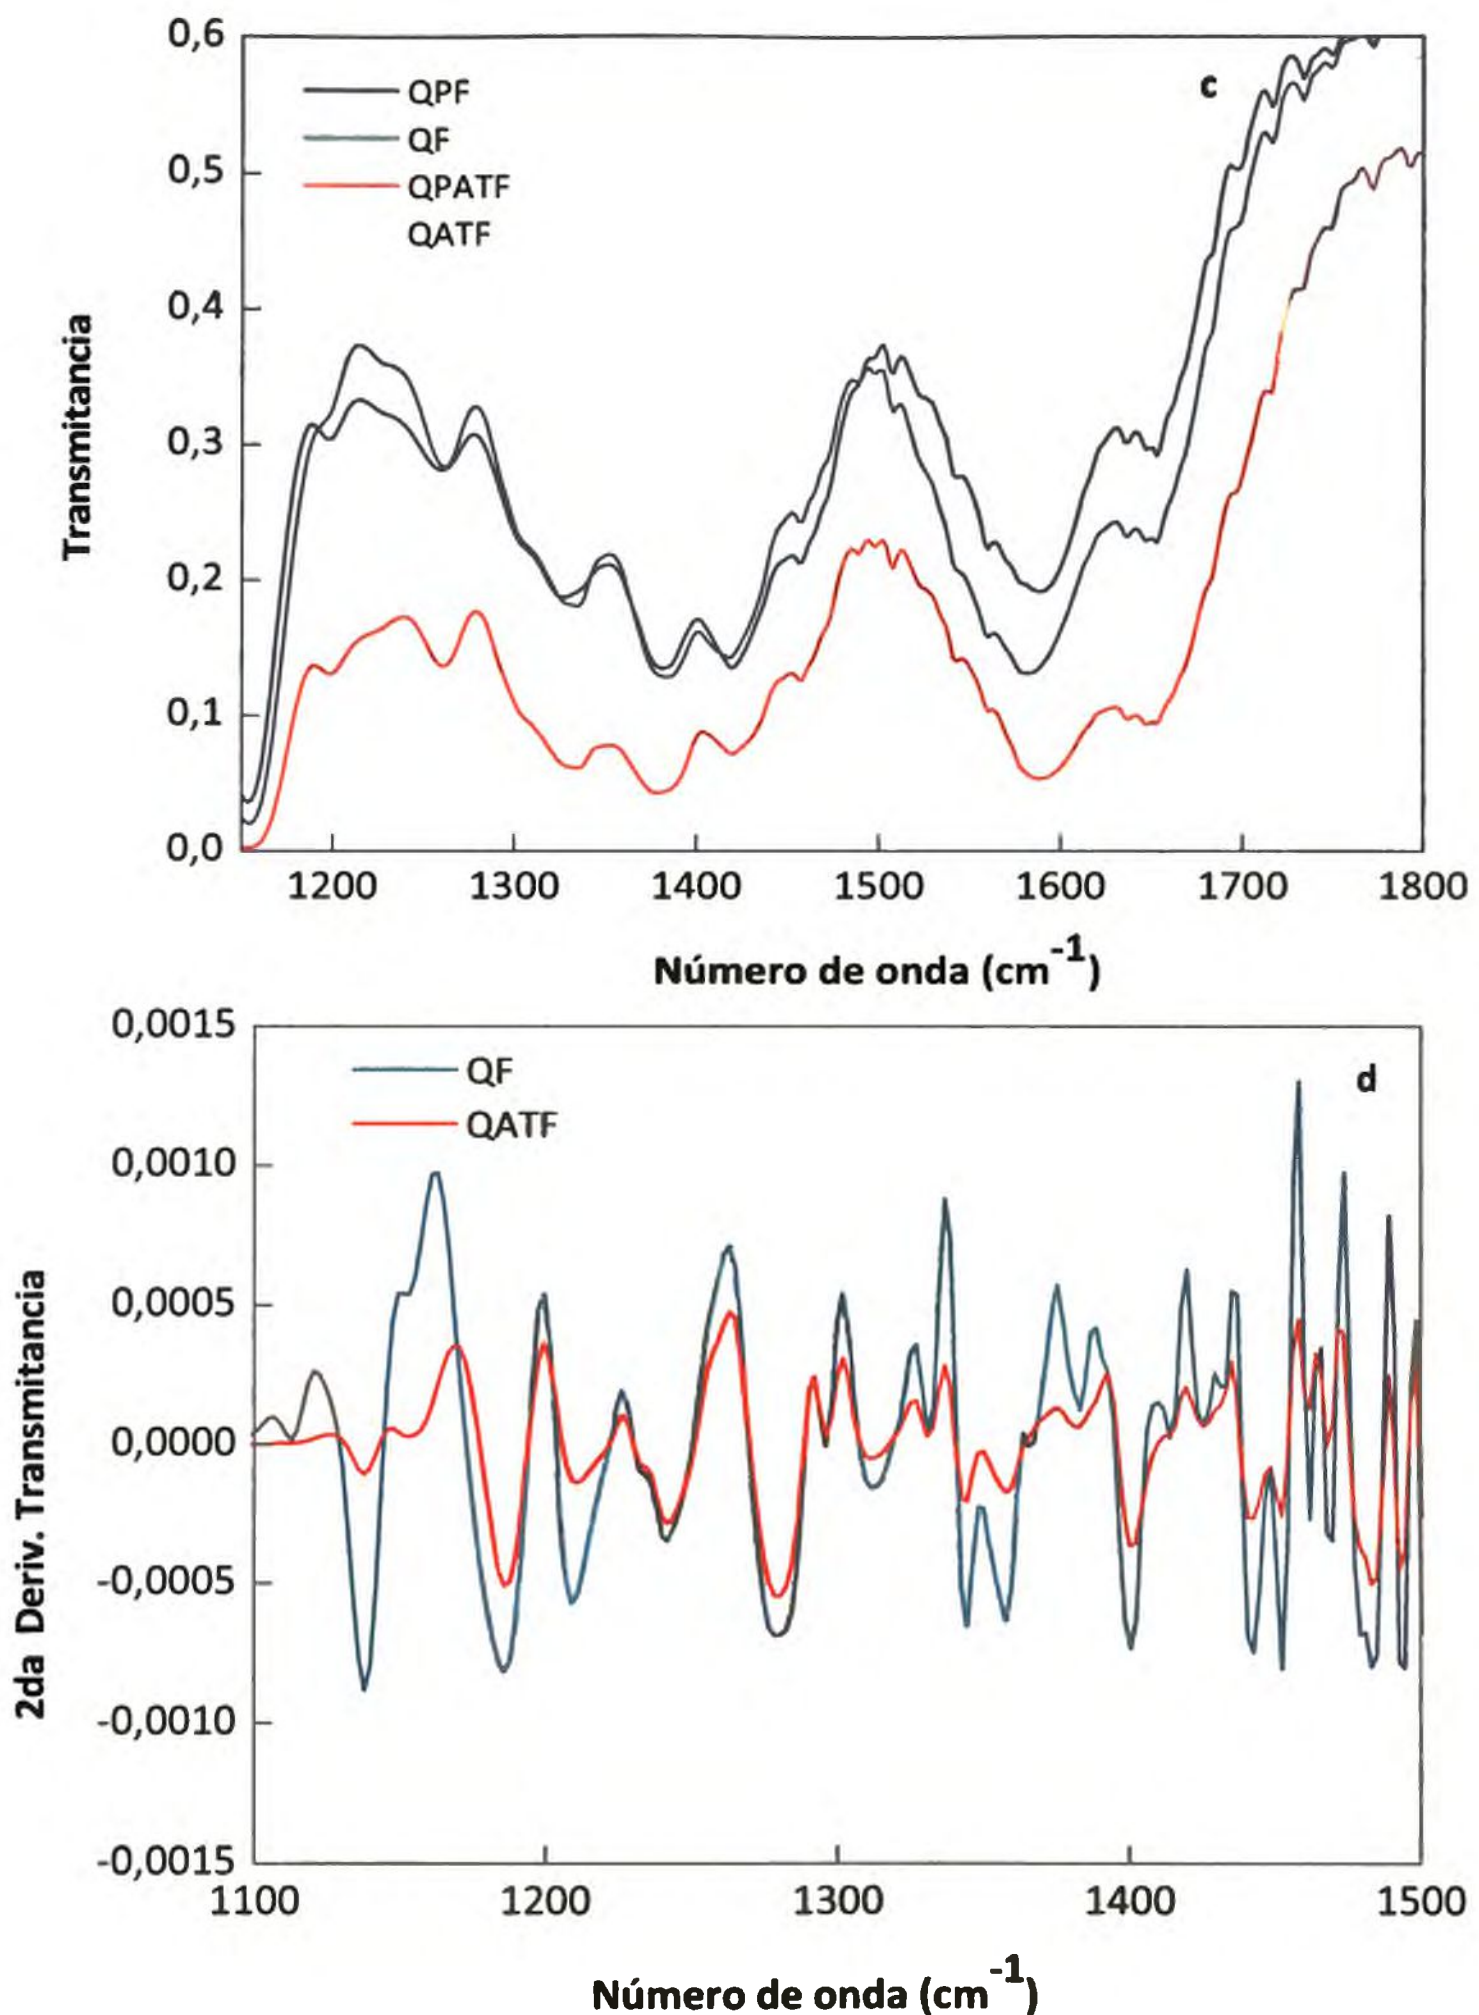 0,6
c
QPF
QF
0,5
QPATF
QATF
0,4
0,3
0,2
0,1
0,0
Transmitancia
1200 1300 1400 1500 1600 1700 1800
Número de onda (cm-1)
0,0015
QF
d
QATF
0,0010
0,0005
0,0000
-0,0005
-0,0010
-0,0015
2da Deriv. Transmitancia
1100 1200 1300 1400 1500
Número de onda (cm-1)